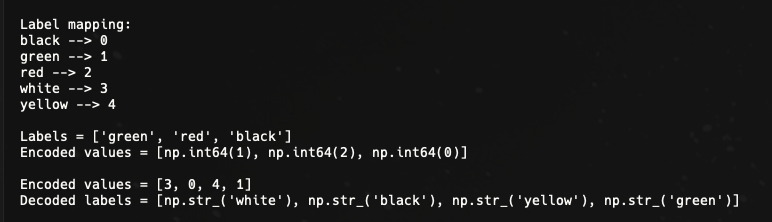 Label mapping:
black --> 0
green --> 1
red --> 2
white --> 3
yellow --> 4
Labels = ['green', 'red', 'black']
Encoded values = [np.int64(1), np.int64(2), np.int64(0)]
Encoded values = [3, 0, 4, 1]
Decoded labels = [np.str_('white'), np.str_('black'), np.str_('yellow'), np.str_('green')]